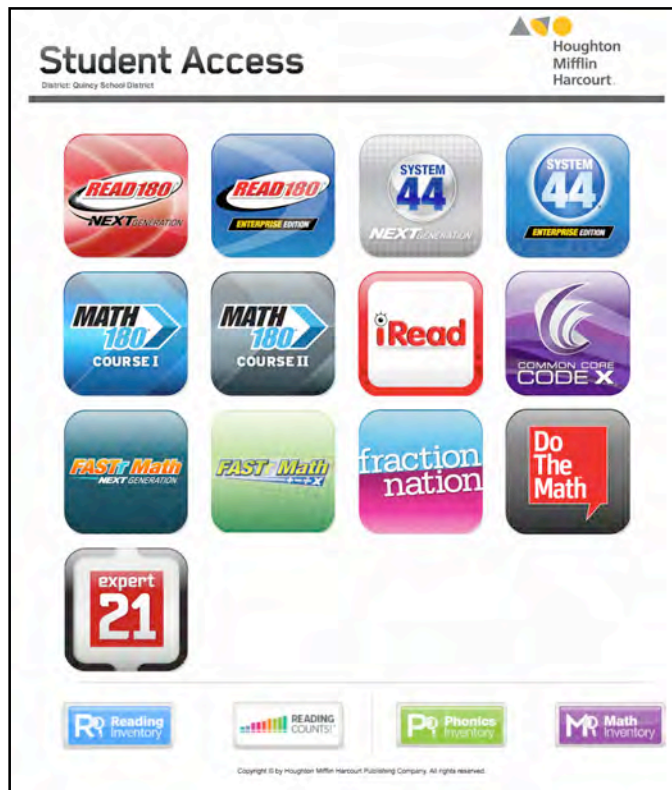 Student Access
District: Quincy School District
Houghton
Mifflin
Harcourt
READ 180
NEXT GENERATION
READ 180
ENTERPRISE EDITION
SYSTEM
44
NEXT GENERATION
SYSTEM
44
ENTERPRISE EDITION
MATH
180
COURSE I
MATH
180
COURSE II
iRead
COMMON CORE
CODE X
FASTT Math
NEXT GENERATION
FASTT Math
+-÷x
fraction
nation
Do
The
Math
expert
21
RI Reading
Inventory
READING
COUNTS!
PI Phonics
Inventory
MI Math
Inventory
Copyright © by Houghton Mifflin Harcourt Publishing Company. All rights reserved.